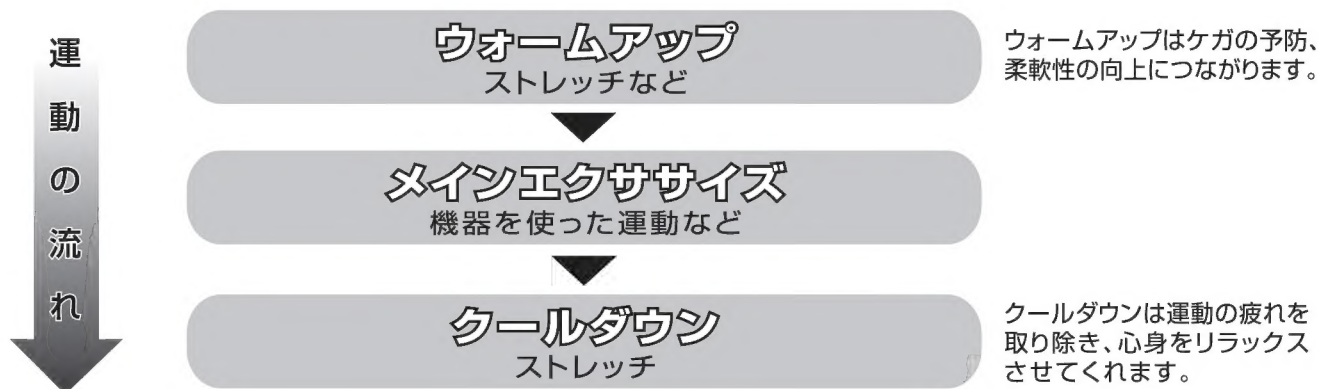 運動の流れ
ウォームアップ
ストレッチなど
ウォームアップはケガの予防、
柔軟性の向上につながります。
メインエクササイズ
機器を使った運動など
クールダウン
ストレッチ
クールダウンは運動の疲れを
取り除き、心身をリラックス
させてくれます。